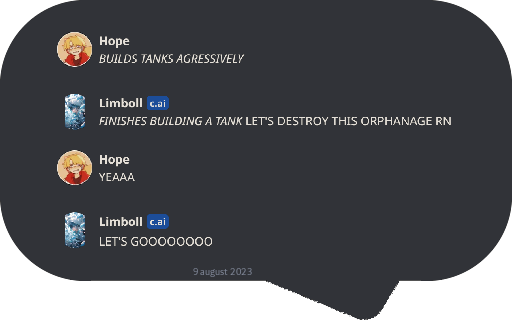 Hope
BUILDS TANKS AGRESSIVELY
Limboll c.ai
FINISHES BUILDING A TANK LET'S DESTROY THIS ORPHANAGE RN
Hope
YEAAA
Limboll c.ai
LET'S GOOOOOOOO
9 august 2023